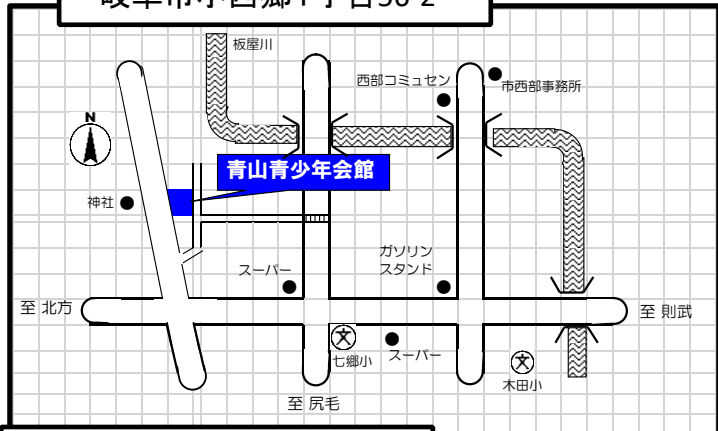 岐阜市小西郷1丁目36-2
板屋川
西部コミュセン
市西部事務所
N
青山青少年会館
神社
スーパー
ガソリン
スタンド
至 北方
至 則武
文
七郷小
スーパー
文
木田小
至 尻毛